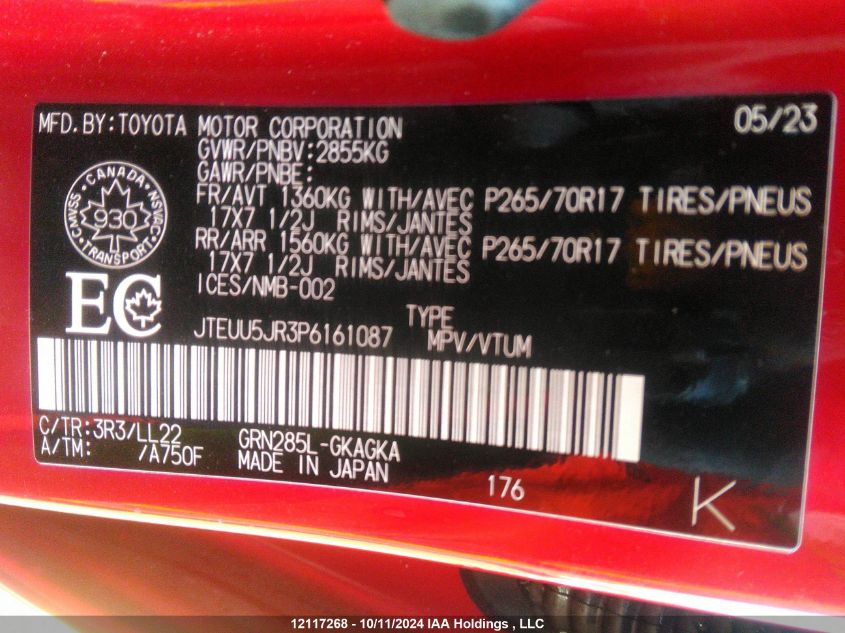 MFD.BY:TOYOTA MOTOR CORPORATION 05/23
GVWR/PNBV:2855KG
GAWR/PNBE:
FR/AVT 1360KG WITH/AVEC P265/70R17 TIRES/PNEUS
17X7 1/2J RIMS/JANTES
RR/ARR 1560KG WITH/AVEC P265/70R17 TIRES/PNEUS
17X7 1/2J RIMS/JANTES
ICES/NMB-002
CANADA
CMVSS 930 NSVAC
TRANSPORT
EC
JTEUU5JR3P6161087 TYPE
MPV/VTUM
C/TR:3R3/LL22 GRN285L-GKAGKA
A/TM: /A750F MADE IN JAPAN
176 K
12117268 - 10/11/2024 IAA Holdings , LLC